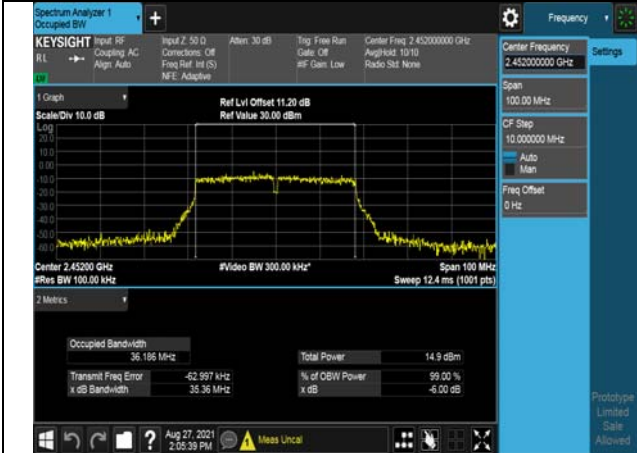 Spectrum Analyzer 1
Occupied BW
+
Frequency
KEYSIGHT
RL
Input: RF
Coupling: AC
Align: Auto
Input Z: 50 Ω
Corrections: Off
Freq Ref: Int (S)
NFE: Adaptive
Atten: 30 dB
Trig: Free Run
Gate: Off
#IF Gain: Low
Center Freq: 2.452000000 GHz
Avg|Hold: 10/10
Radio Std: None
Center Frequency
2.452000000 GHz
Settings
Span
100.00 MHz
CF Step
10.000000 MHz
Auto
Man
Freq Offset
0 Hz
1 Graph
Scale/Div 10.0 dB
Ref Lvl Offset 11.20 dB
Ref Value 30.00 dBm
Log
20.0
10.0
0.00
-10.0
-20.0
-30.0
-40.0
-50.0
-60.0
Center 2.45200 GHz
#Res BW 100.00 kHz
#Video BW 300.00 kHz*
Span 100 MHz
Sweep 12.4 ms (1001 pts)
2 Metrics
Occupied Bandwidth
36.186 MHz
Total Power 14.9 dBm
Transmit Freq Error -62.997 kHz
% of OBW Power 99.00 %
x dB Bandwidth 35.36 MHz
x dB -6.00 dB
Prototype
Limited
Sale
Allowed
?
Aug 27, 2021
2:05:39 PM
Meas Uncal